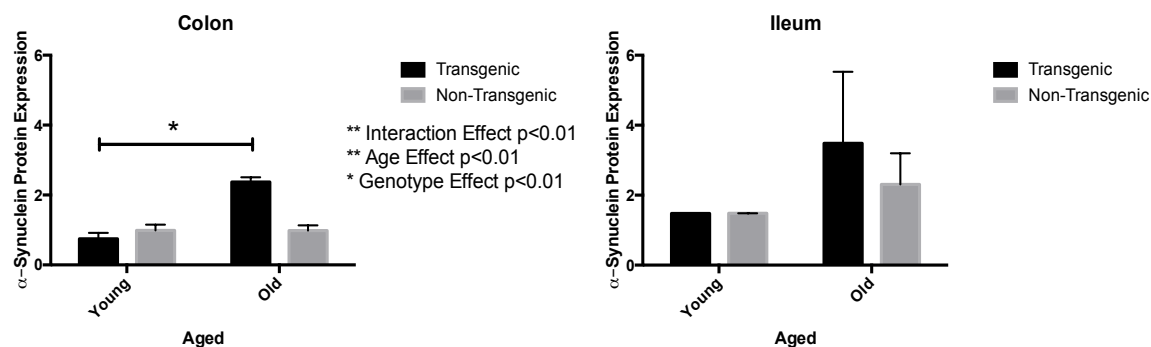 Colon
α-Synuclein Protein Expression
6
4
2
0
*
Young
Old
Aged
Transgenic
Non-Transgenic
** Interaction Effect p<0.01
** Age Effect p<0.01
* Genotype Effect p<0.01
Ileum
α-Synuclein Protein Expression
6
4
2
0
Young
Old
Aged
Transgenic
Non-Transgenic